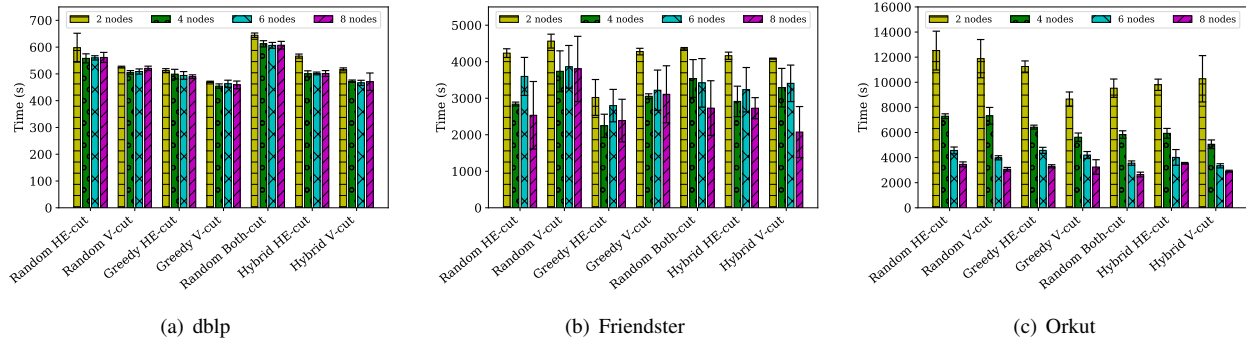 2 nodes 4 nodes 6 nodes 8 nodes
700
600
500
400
300
200
100
0
Time (s)
Random HE-cut
Random V-cut
Greedy HE-cut
Greedy V-cut
Random Both-cut
Hybrid HE-cut
Hybrid V-cut
(a) dblp
2 nodes 4 nodes 6 nodes 8 nodes
5000
4000
3000
2000
1000
0
Time (s)
Random HE-cut
Random V-cut
Greedy HE-cut
Greedy V-cut
Random Both-cut
Hybrid HE-cut
Hybrid V-cut
(b) Friendster
2 nodes 4 nodes 6 nodes 8 nodes
14000
12000
10000
8000
6000
4000
2000
0
Time (s)
Random HE-cut
Random V-cut
Greedy HE-cut
Greedy V-cut
Random Both-cut
Hybrid HE-cut
Hybrid V-cut
(c) Orkut